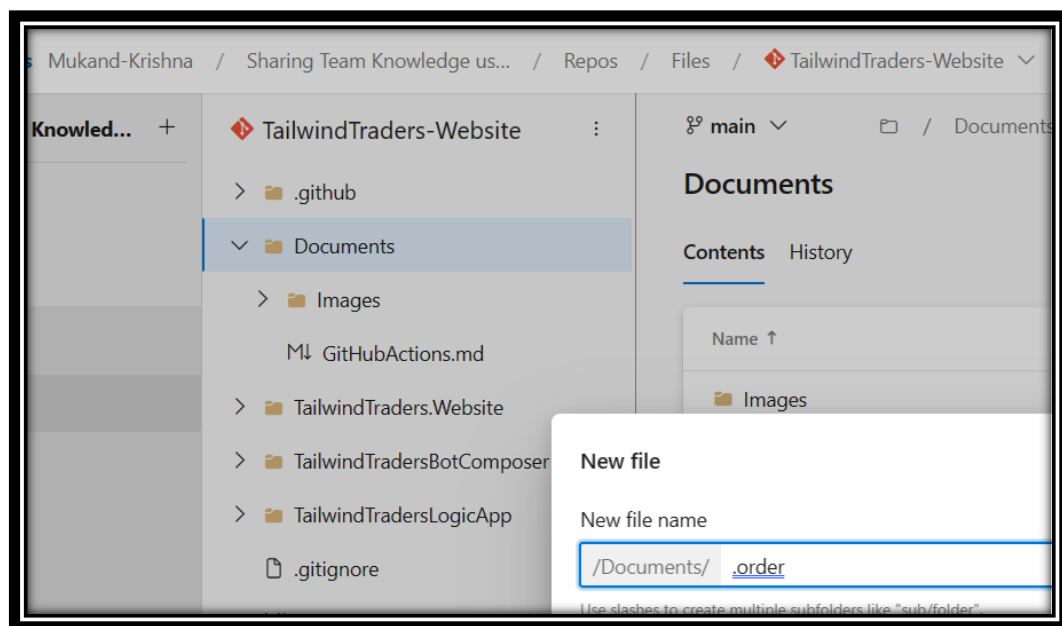 s Mukand-Krishna / Sharing Team Knowledge us... / Repos / Files / TailwindTraders-Website
Knowled... +
TailwindTraders-Website
.github
Documents
Images
M↓ GitHubActions.md
TailwindTraders.Website
TailwindTradersBotComposer
TailwindTradersLogicApp
.gitignore
main / Documents
Documents
Contents History
Name ↑
Images
New file
New file name
/Documents/ .order
Use slashes to create multiple subfolders like "sub/folder".